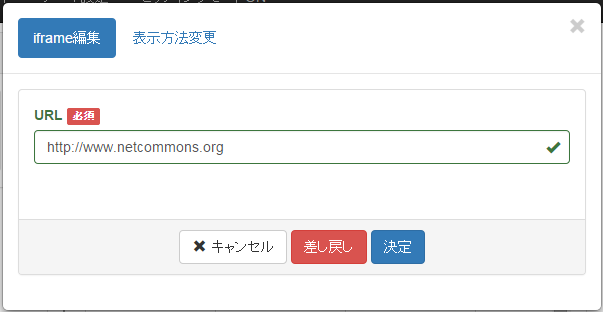 iframe編集 表示方法変更
URL 必須
http://www.netcommons.org
キャンセル 差し戻し 決定